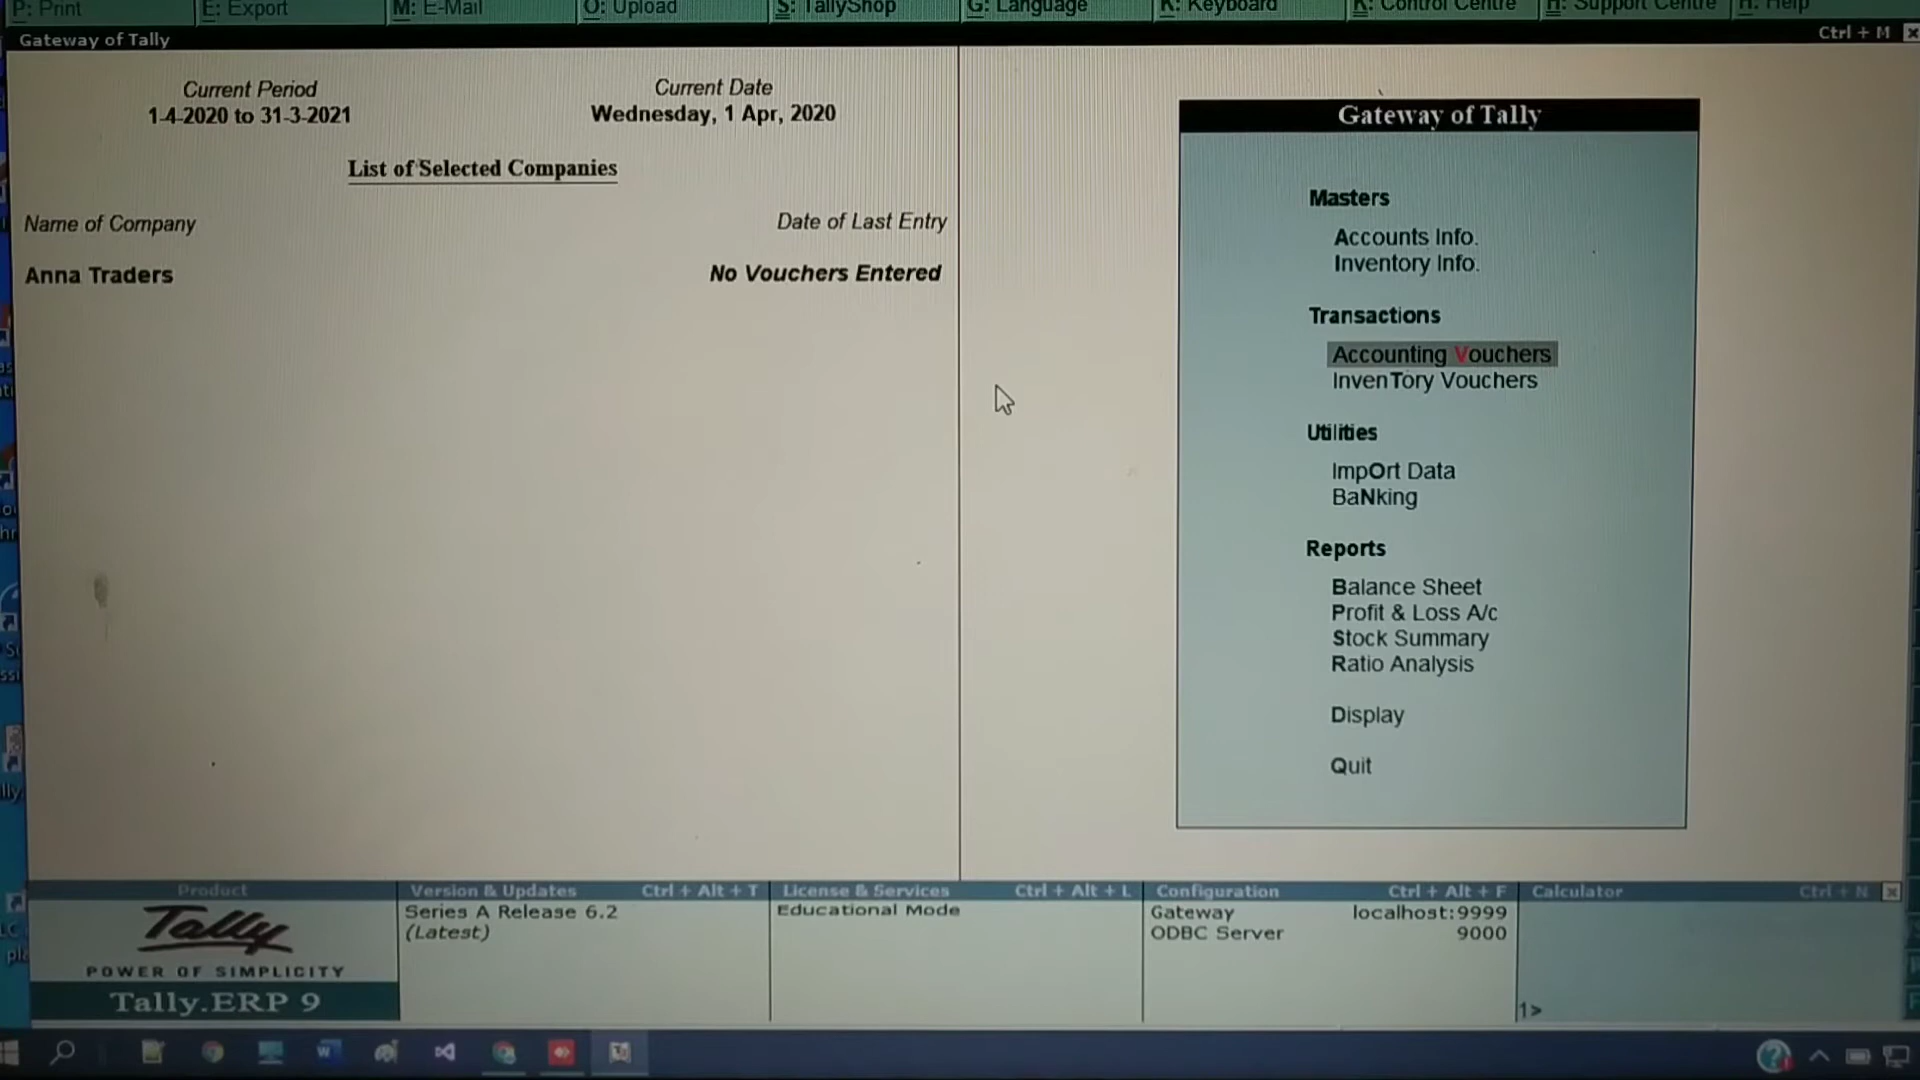 P: Print E: Export M: E-Mail O: Upload S: TallyShop G: Language K: Keyboard K: Control Centre H: Support Centre H: Help
Gateway of Tally Ctrl + M
Current Period Current Date
1-4-2020 to 31-3-2021 Wednesday, 1 Apr, 2020
List of Selected Companies
Name of Company Date of Last Entry
Anna Traders No Vouchers Entered
Gateway of Tally
Masters
Accounts Info.
Inventory Info.
Transactions
Accounting Vouchers
InvenTory Vouchers
Utilities
ImpOrt Data
BaNking
Reports
Balance Sheet
Profit & Loss A/c
Stock Summary
Ratio Analysis
Display
Quit
Product Version & Updates Ctrl + Alt + T License & Services Ctrl + Alt + L Configuration Ctrl + Alt + F Calculator Ctrl + N
Tally
POWER OF SIMPLICITY
Tally.ERP 9
Series A Release 6.2
(Latest)
Educational Mode
Gateway localhost:9999
ODBC Server 9000
1>